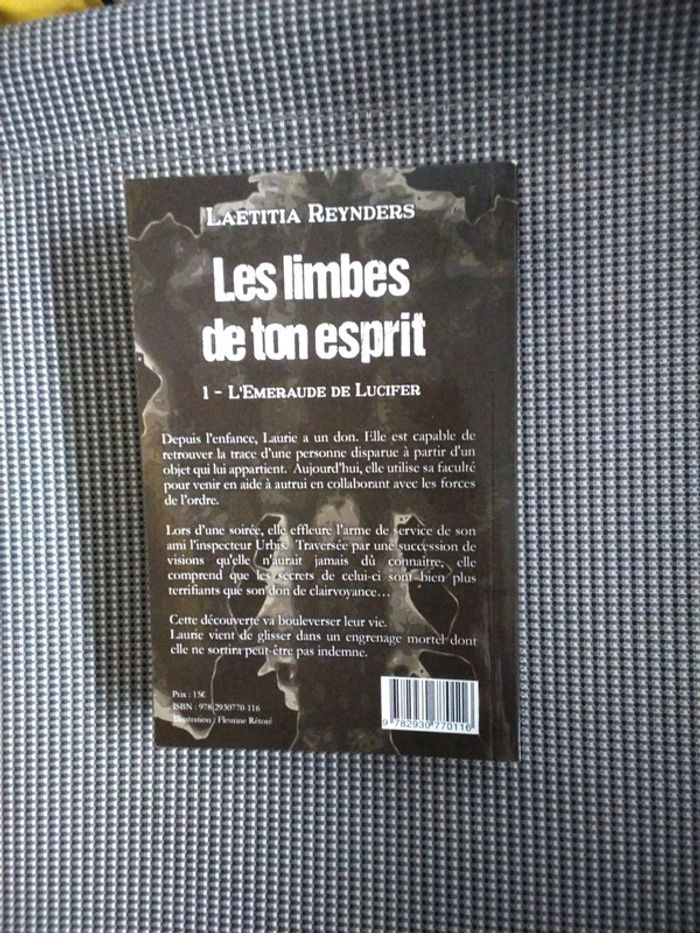 LAETITIA REYNDERS
Les limbes
de ton esprit
1 - L'EMERAUDE DE LUCIFER
Depuis l'enfance, Laurie a un don. Elle est capable de
retrouver la trace d'une personne disparue à partir d'un
objet qui lui appartient. Aujourd'hui, elle utilise sa faculté
pour venir en aide à autrui en collaborant avec les forces
de l'ordre.
Lors d'une soirée, elle effleure l'arme de service de son
ami l'inspecteur Urbis. Traversée par une succession de
visions qu'elle n'aurait jamais dû connaitre, elle
comprend que les secrets de celui-ci sont bien plus
terrifiants que son don de clairvoyance…
Cette découverte va bouleverser leur vie.
Laurie vient de glisser dans un engrenage mortel dont
elle ne sortira peut-être pas indemne.
Prix : 15€
ISBN : 978 2930770-116
Illustration : Fleurine Rétoré
9 782930 770116